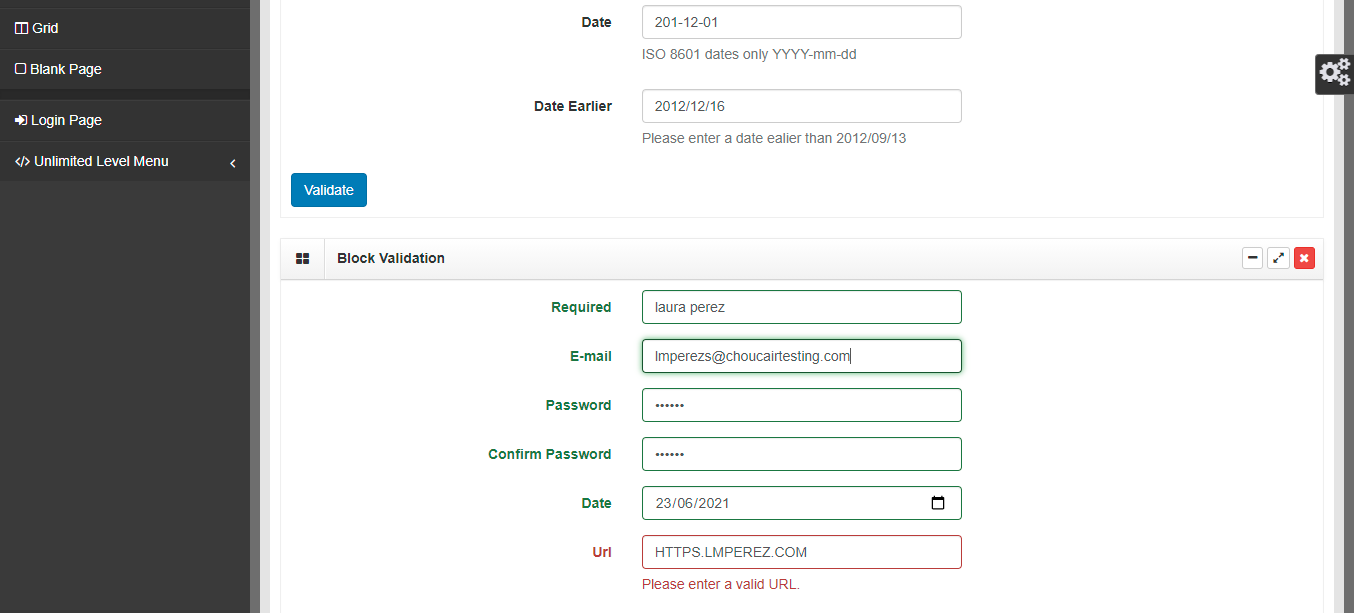 Grid
Blank Page
Login Page
Unlimited Level Menu
Date
201-12-01
ISO 8601 dates only YYYY-mm-dd
Date Earlier
2012/12/16
Please enter a date ealier than 2012/09/13
Validate
Block Validation
Required
laura perez
E-mail
lmperezs@choucairtesting.com
Password
••••••
Confirm Password
••••••
Date
23/06/2021
Url
HTTPS.LMPEREZ.COM
Please enter a valid URL.